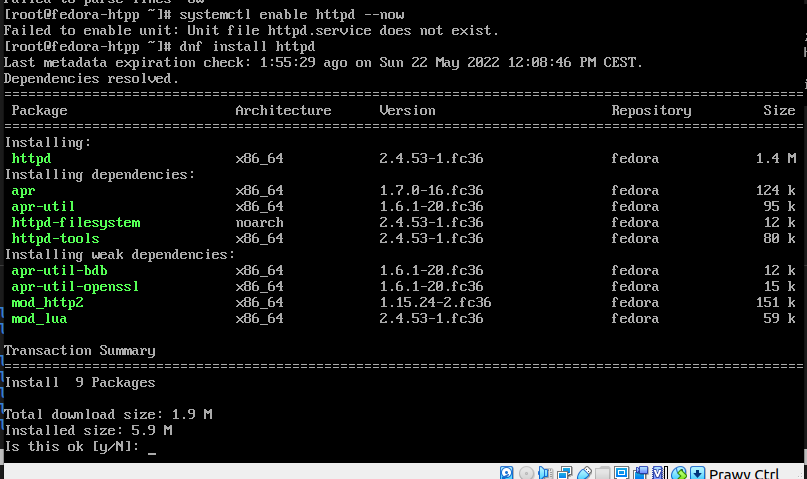 Failed to parse lines "ow"
[root@fedora-htpp ~]# systemctl enable httpd --now
Failed to enable unit: Unit file httpd.service does not exist.
[root@fedora-htpp ~]# dnf install httpd
Last metadata expiration check: 1:55:29 ago on Sun 22 May 2022 12:08:46 PM CEST.
Dependencies resolved.
================================================================================
Package Architecture Version Repository Size
================================================================================
Installing:
httpd x86_64 2.4.53-1.fc36 fedora 1.4 M
Installing dependencies:
apr x86_64 1.7.0-16.fc36 fedora 124 k
apr-util x86_64 1.6.1-20.fc36 fedora 95 k
httpd-filesystem noarch 2.4.53-1.fc36 fedora 12 k
httpd-tools x86_64 2.4.53-1.fc36 fedora 80 k
Installing weak dependencies:
apr-util-bdb x86_64 1.6.1-20.fc36 fedora 12 k
apr-util-openssl x86_64 1.6.1-20.fc36 fedora 15 k
mod_http2 x86_64 1.15.24-2.fc36 fedora 151 k
mod_lua x86_64 2.4.53-1.fc36 fedora 59 k
Transaction Summary
================================================================================
Install 9 Packages
Total download size: 1.9 M
Installed size: 5.9 M
Is this ok [y/N]: _
Prawy Ctrl